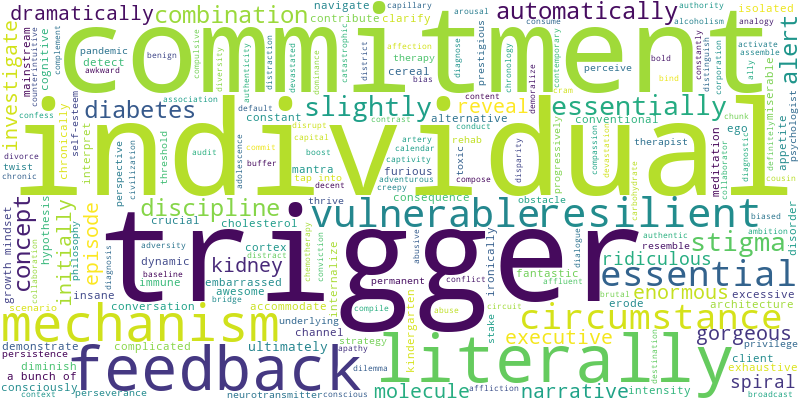 dramatically
combination
navigate
capillary
arousal
contribute
clarify
automatically
authority
alcoholism
isolated
analogy
commitment
investigate
mainstream
counterintuitive
complement
cognitive
pandemic
detect
awkward
benign
compulsive
diversity
authenticity
distraction
devastated
dominance
affection
therapy
cereal
bias
catastrophic
district
diagnose
prestigious
chronology
consume
contemporary
perceive
constantly
distinguish
corporation
bold
bind
ally
activate
assemble
alert
individual
diabetes
slightly
reveal
essentially
confess
self-esteem
association
default
constant
content
contrast
alternative
conduct
demoralize
conventional
chunk
ego
definitely
miserable
appetite
psychologist
divorce
twist
chronic
chronically
interpret
audit
civilization
perspective
threshold
adolescence
commit
disrupt
capital
buffer
boost
tap into
mantra
artery
calendar
captivity
furious
toxic
rehab
compose
disparity
therapist
compassion
devastation
progressively
carbohydrate
meditation
collaborator
diagnostic
cousin
concept
growth mindset
collaboration
hypothesis
philosophy
initially
episode
discipline
crucial
cholesterol
thrive
decent
adventurous
creepy
consequence
vulnerable
resilient
obstacle
stigma
disorder
biased
ambition
trigger
adversity
diagnosis
dynamic
baseline
immune
kidney
cortex
distract
chemotherapy
conviction
internalize
abusive
permanent
conflict
ironically
dialogue
authentic
resemble
ridiculous
fantastic
affluent
essential
insane
embarrassed
awesome
bridge
conversation
accommodate
compile
abuse
circuit
stake
brutal
enormous
erode
excessive
architecture
scenario
mechanism
underlying
channel
kindergarten
circumstance
demonstrate
persistence
complicated
ultimately
strategy
apathy
executive
gorgeous
privilege
client
exhaustive
diminish
a bunch of
consciously
context
perseverance
feedback
neurotransmitter
conscious
dilemma
literally
affliction
molecule
narrative
intensity
destination
spiral
broadcast